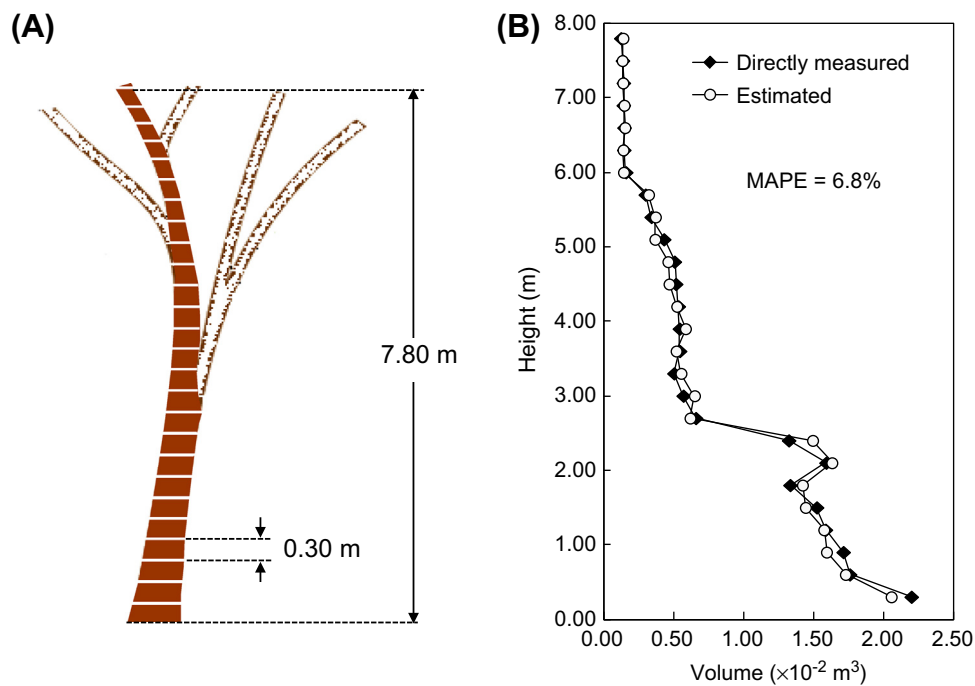 (A)
7.80 m
0.30 m
(B)
8.00
7.00
6.00
5.00
4.00
3.00
2.00
1.00
0.00
Height (m)
Directly measured
Estimated
MAPE = 6.8%
0.00 0.50 1.00 1.50 2.00 2.50
Volume (×10⁻² m³)